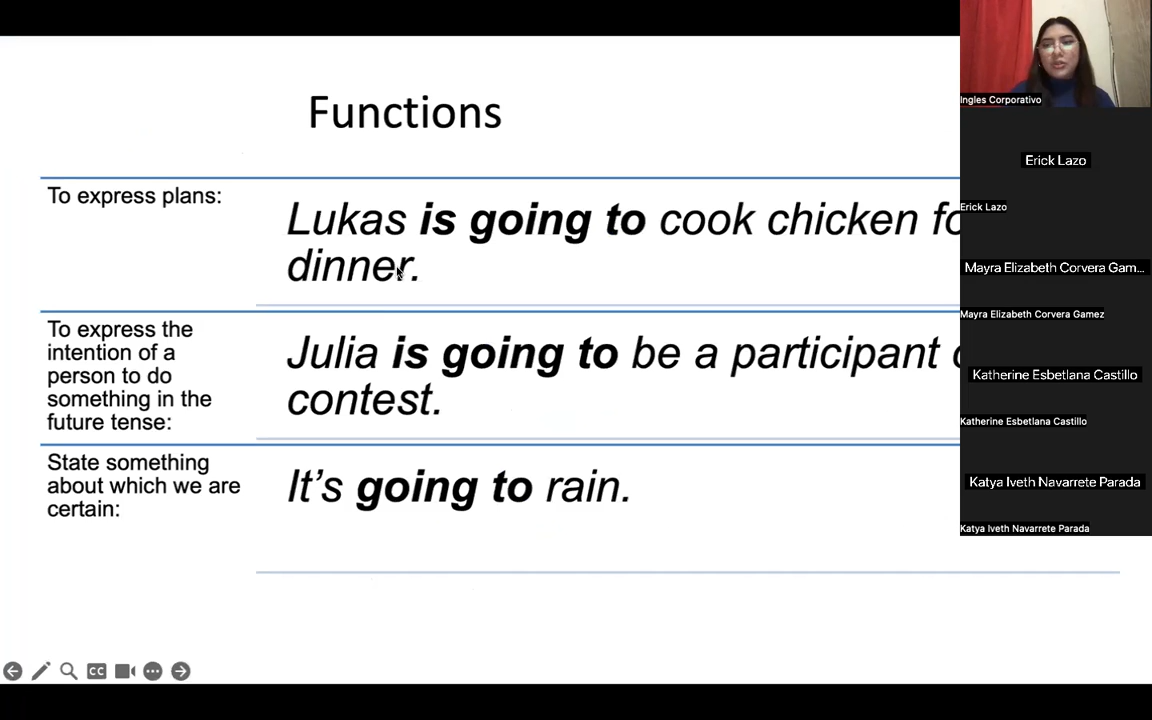 Functions
To express plans:
Lukas is going to cook chicken
dinner.
To express the
intention of a
person to do
something in the
future tense:
Julia is going to be a participant
contest.
State something
about which we are
certain:
It's going to rain.
CC
Ingles Corporativo
Erick Lazo
Erick Lazo
Mayra Elizabeth Corvera Gam...
Mayra Elizabeth Corvera Gamez
Katherine Esbetlana Castillo
Katherine Esbetlana Castillo
Katya Iveth Navarrete Parada
Katya Iveth Navarrete Parada